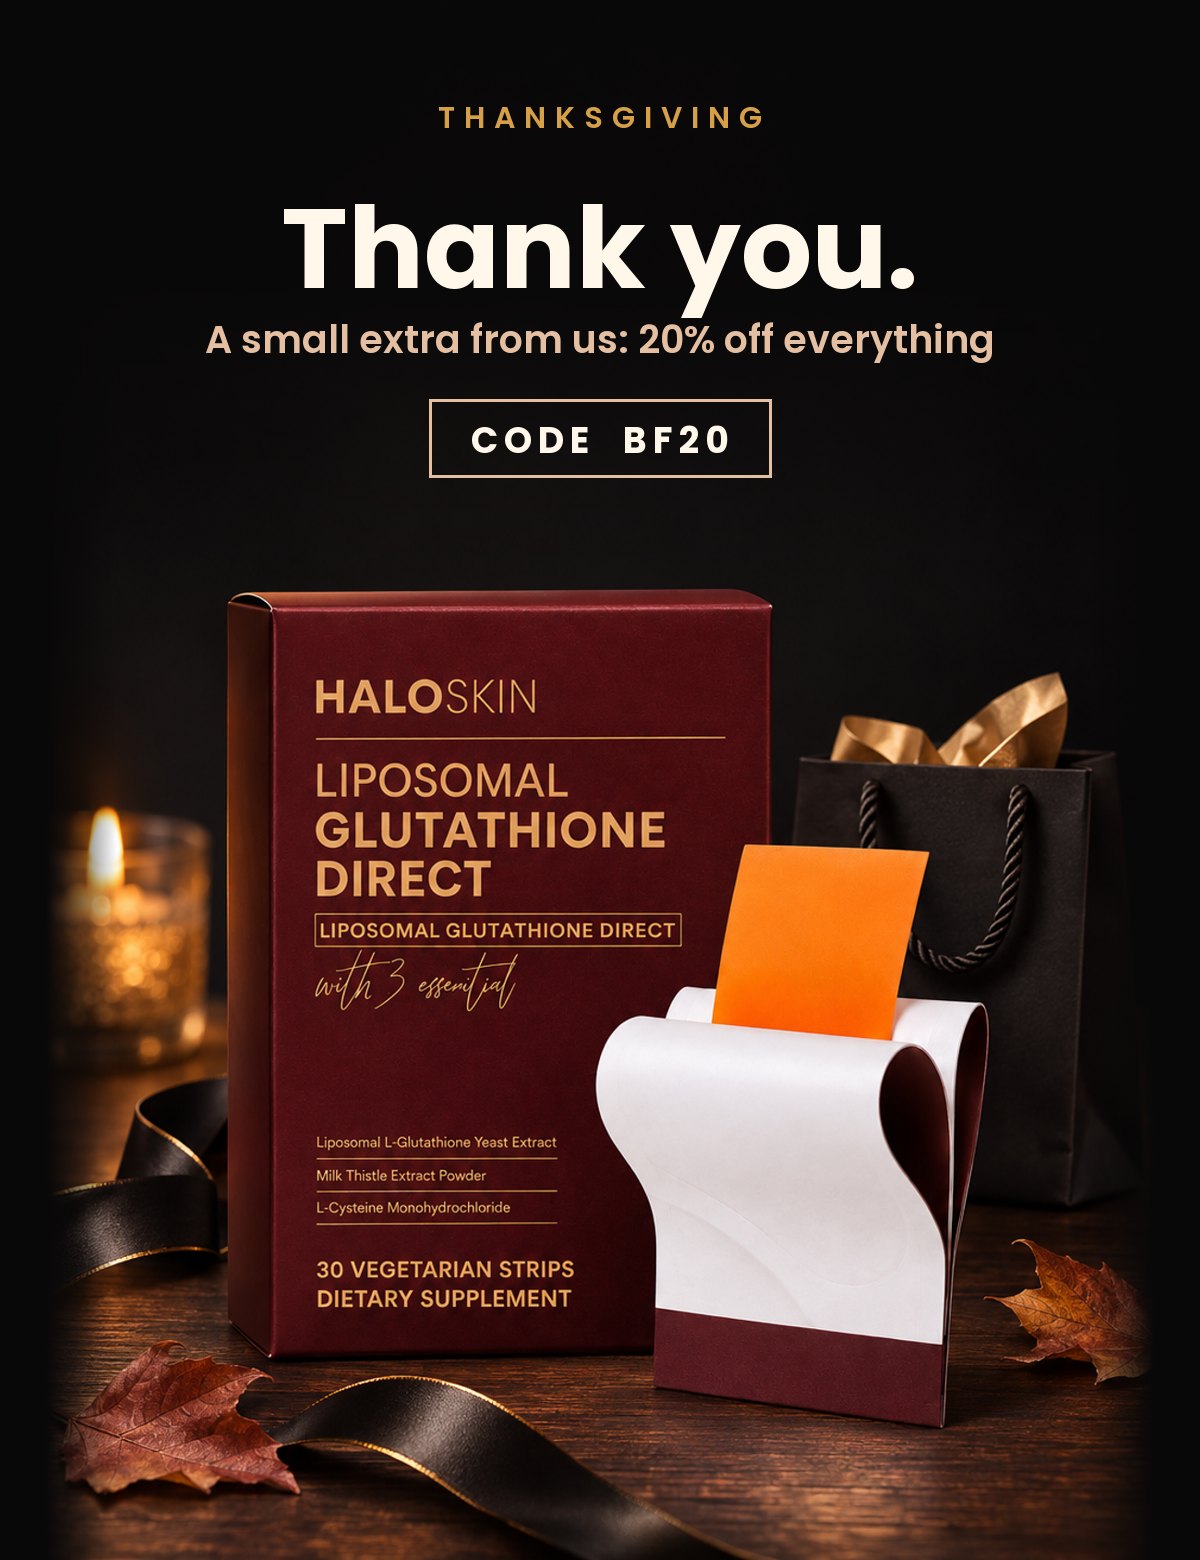 THANKSGIVING
Thank you.
A small extra from us: 20% off everything
CODE BF20
HALOSKIN
LIPOSOMAL
GLUTATHIONE
DIRECT
LIPOSOMAL GLUTATHIONE DIRECT
with 3 essential
Liposomal L-Glutathione Yeast Extract
Milk Thistle Extract Powder
L-Cysteine Monohydrochloride
30 VEGETARIAN STRIPS
DIETARY SUPPLEMENT